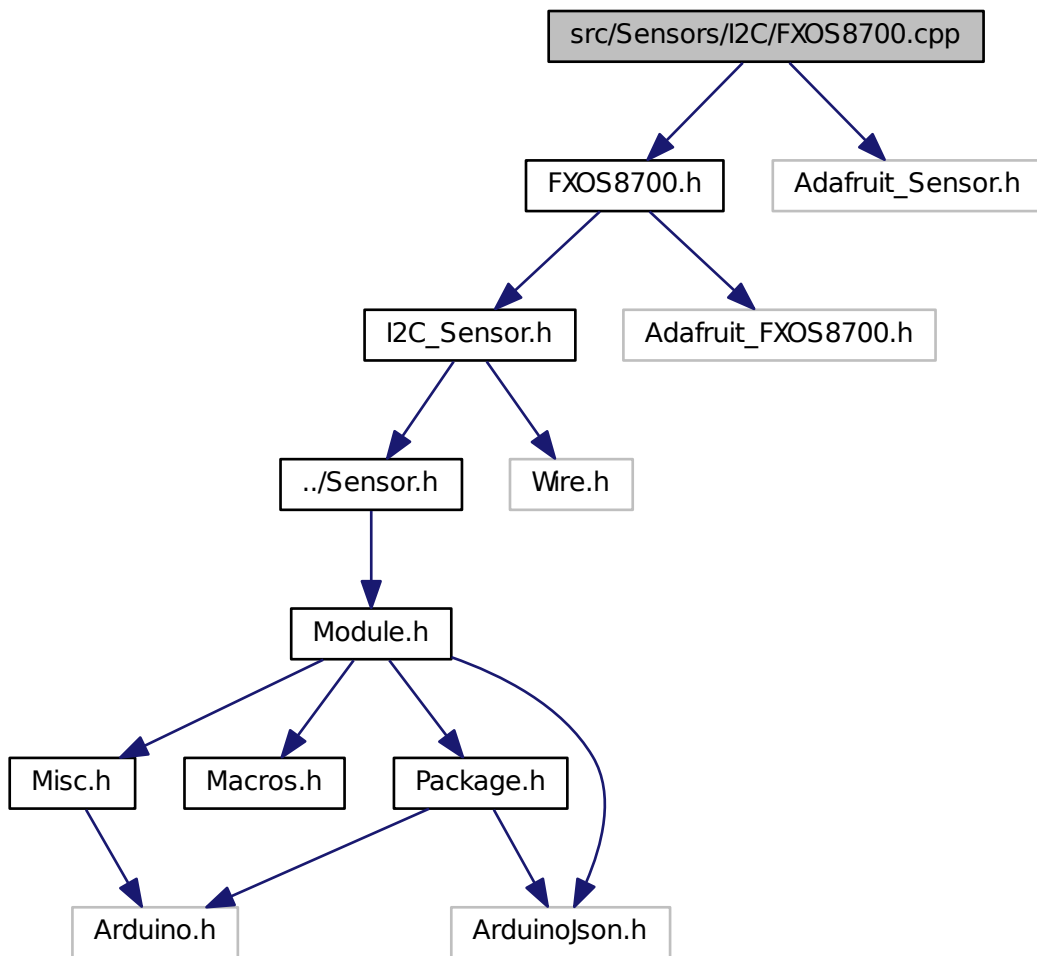 src/Sensors/I2C/FXOS8700.cpp
FXOS8700.h
Adafruit_Sensor.h
I2C_Sensor.h
Adafruit_FXOS8700.h
../Sensor.h
Wire.h
Module.h
Misc.h
Macros.h
Package.h
Arduino.h
ArduinoJson.h